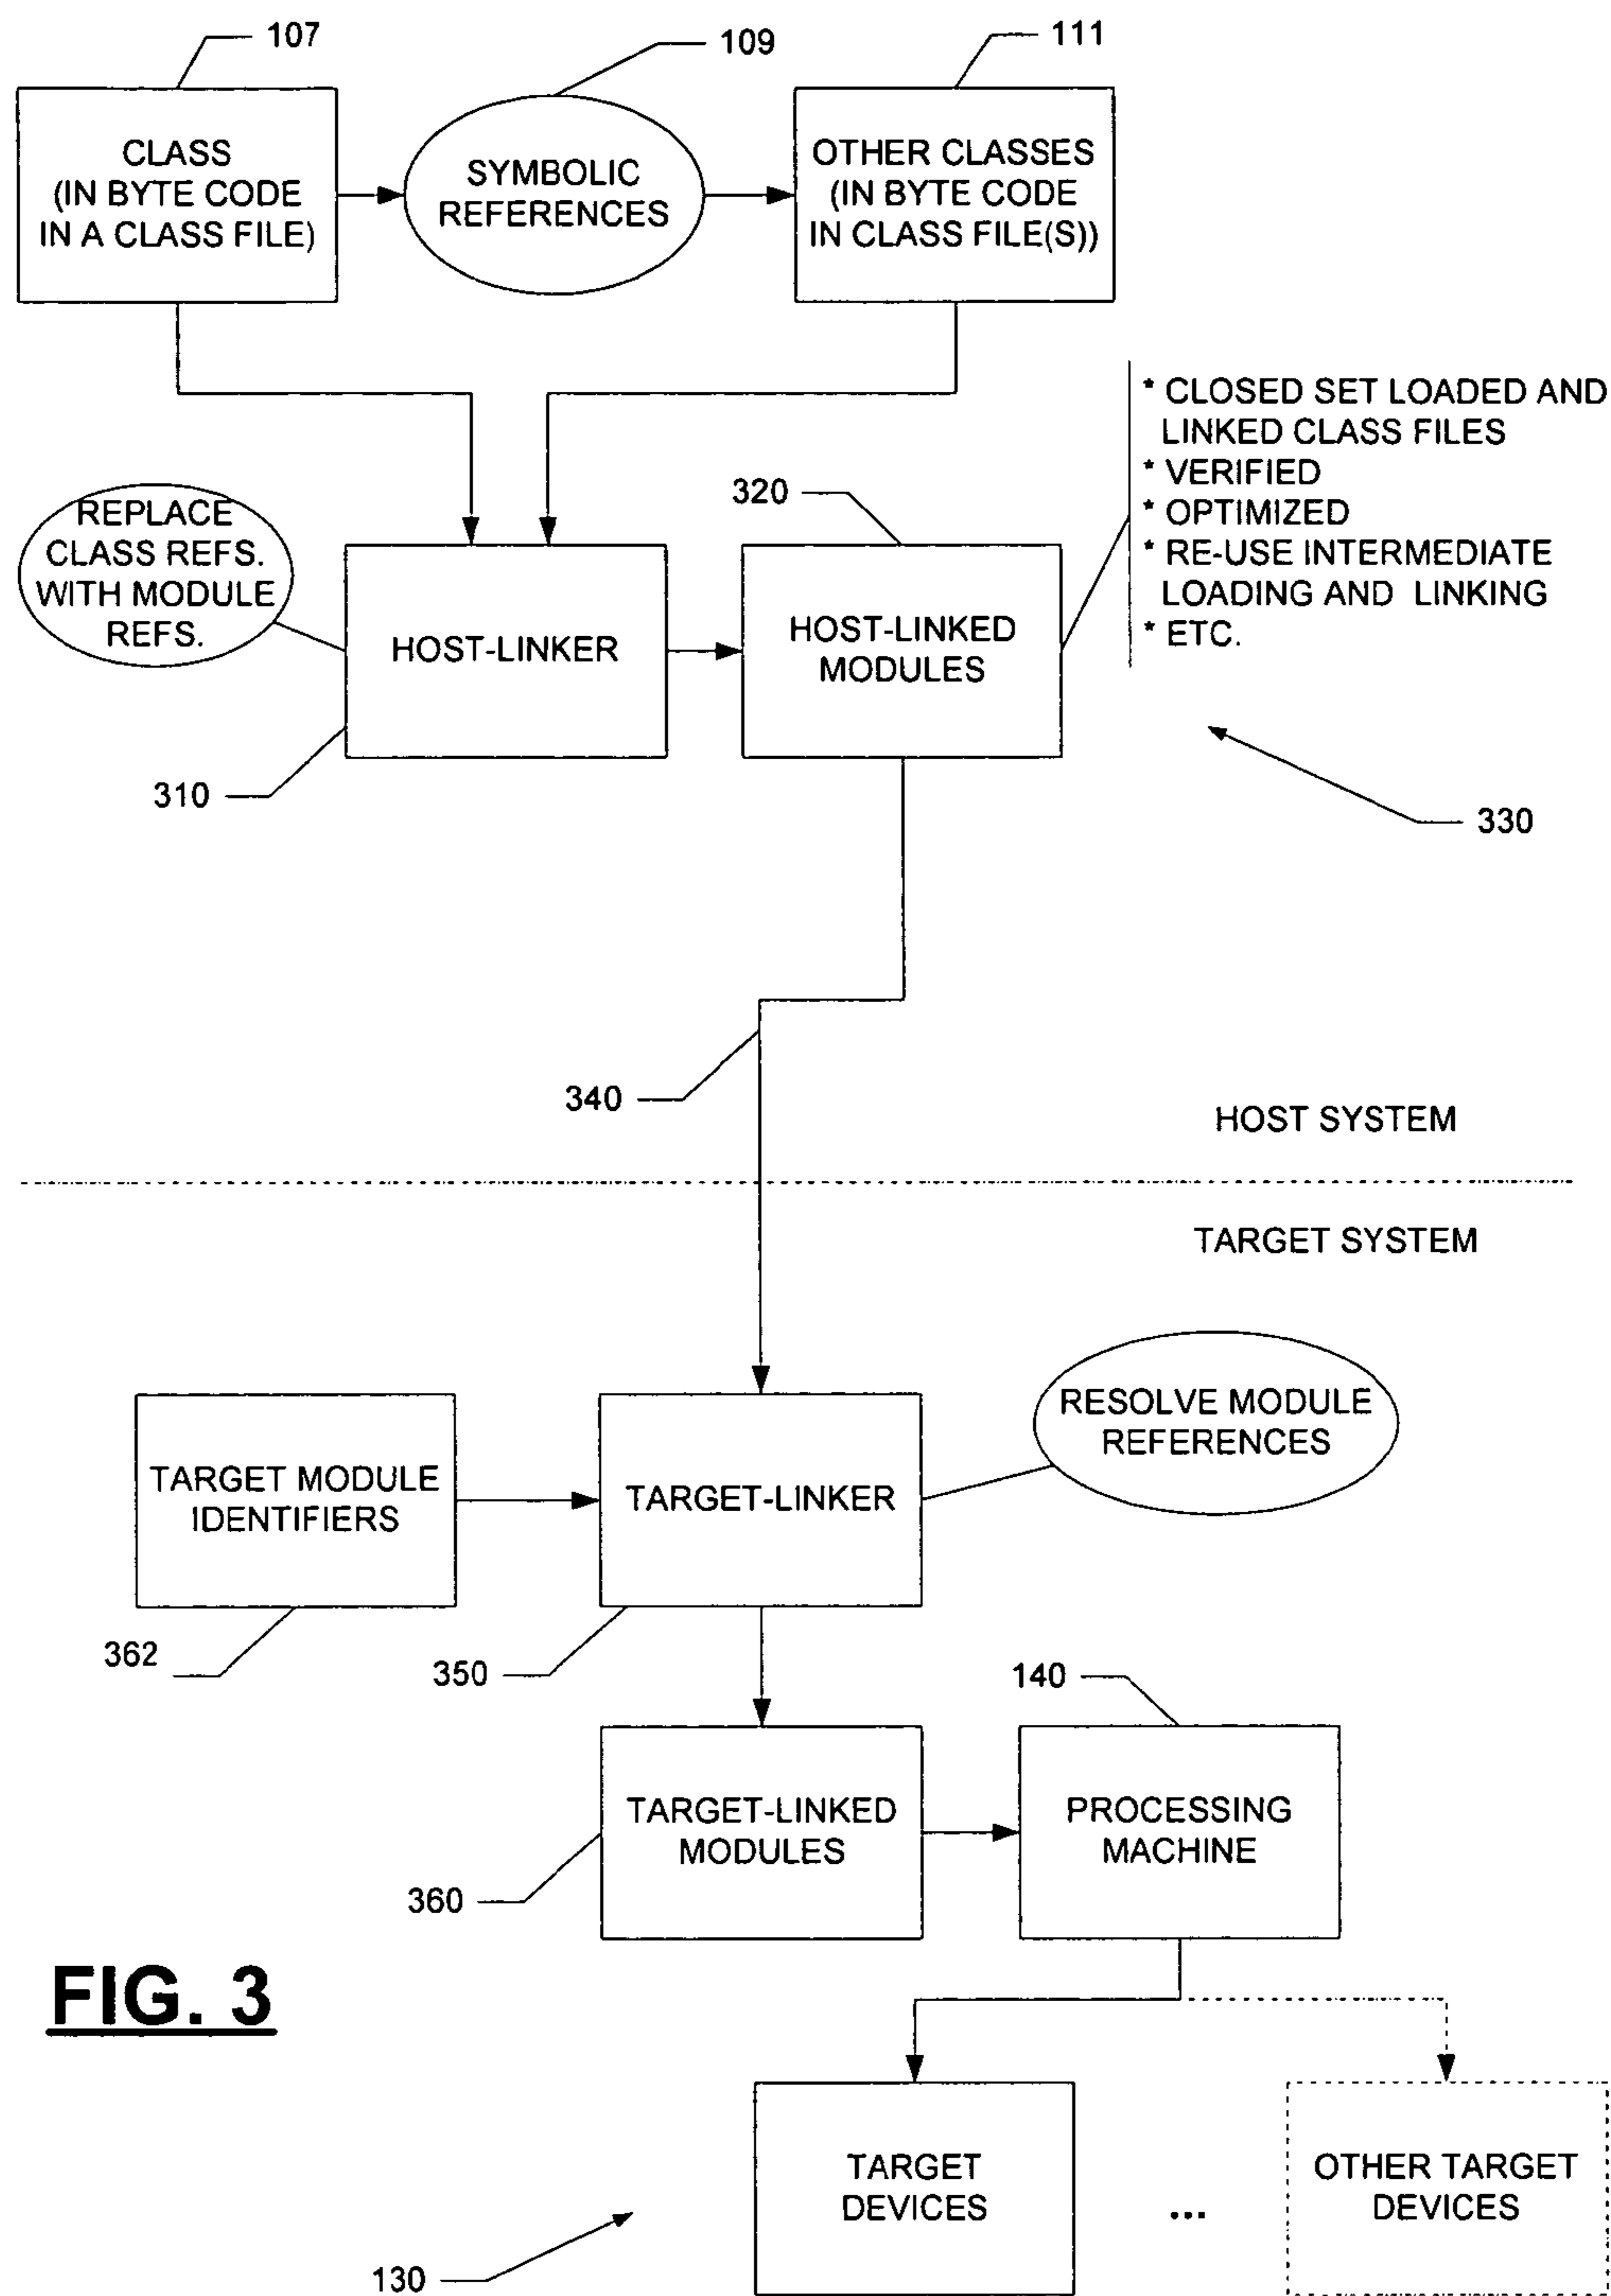 107
109
111
CLASS
(IN BYTE CODE
IN A CLASS FILE)
SYMBOLIC
REFERENCES
OTHER CLASSES
(IN BYTE CODE
IN CLASS FILE(S))
* CLOSED SET LOADED AND
LINKED CLASS FILES
* VERIFIED
* OPTIMIZED
* RE-USE INTERMEDIATE
LOADING AND LINKING
* ETC.
REPLACE
CLASS REFS.
WITH MODULE
REFS.
320
HOST-LINKER
HOST-LINKED
MODULES
310
330
340
HOST SYSTEM
TARGET SYSTEM
RESOLVE MODULE
REFERENCES
TARGET MODULE
IDENTIFIERS
TARGET-LINKER
362
350
140
TARGET-LINKED
MODULES
PROCESSING
MACHINE
360
FIG. 3
TARGET
DEVICES
...
OTHER TARGET
DEVICES
130